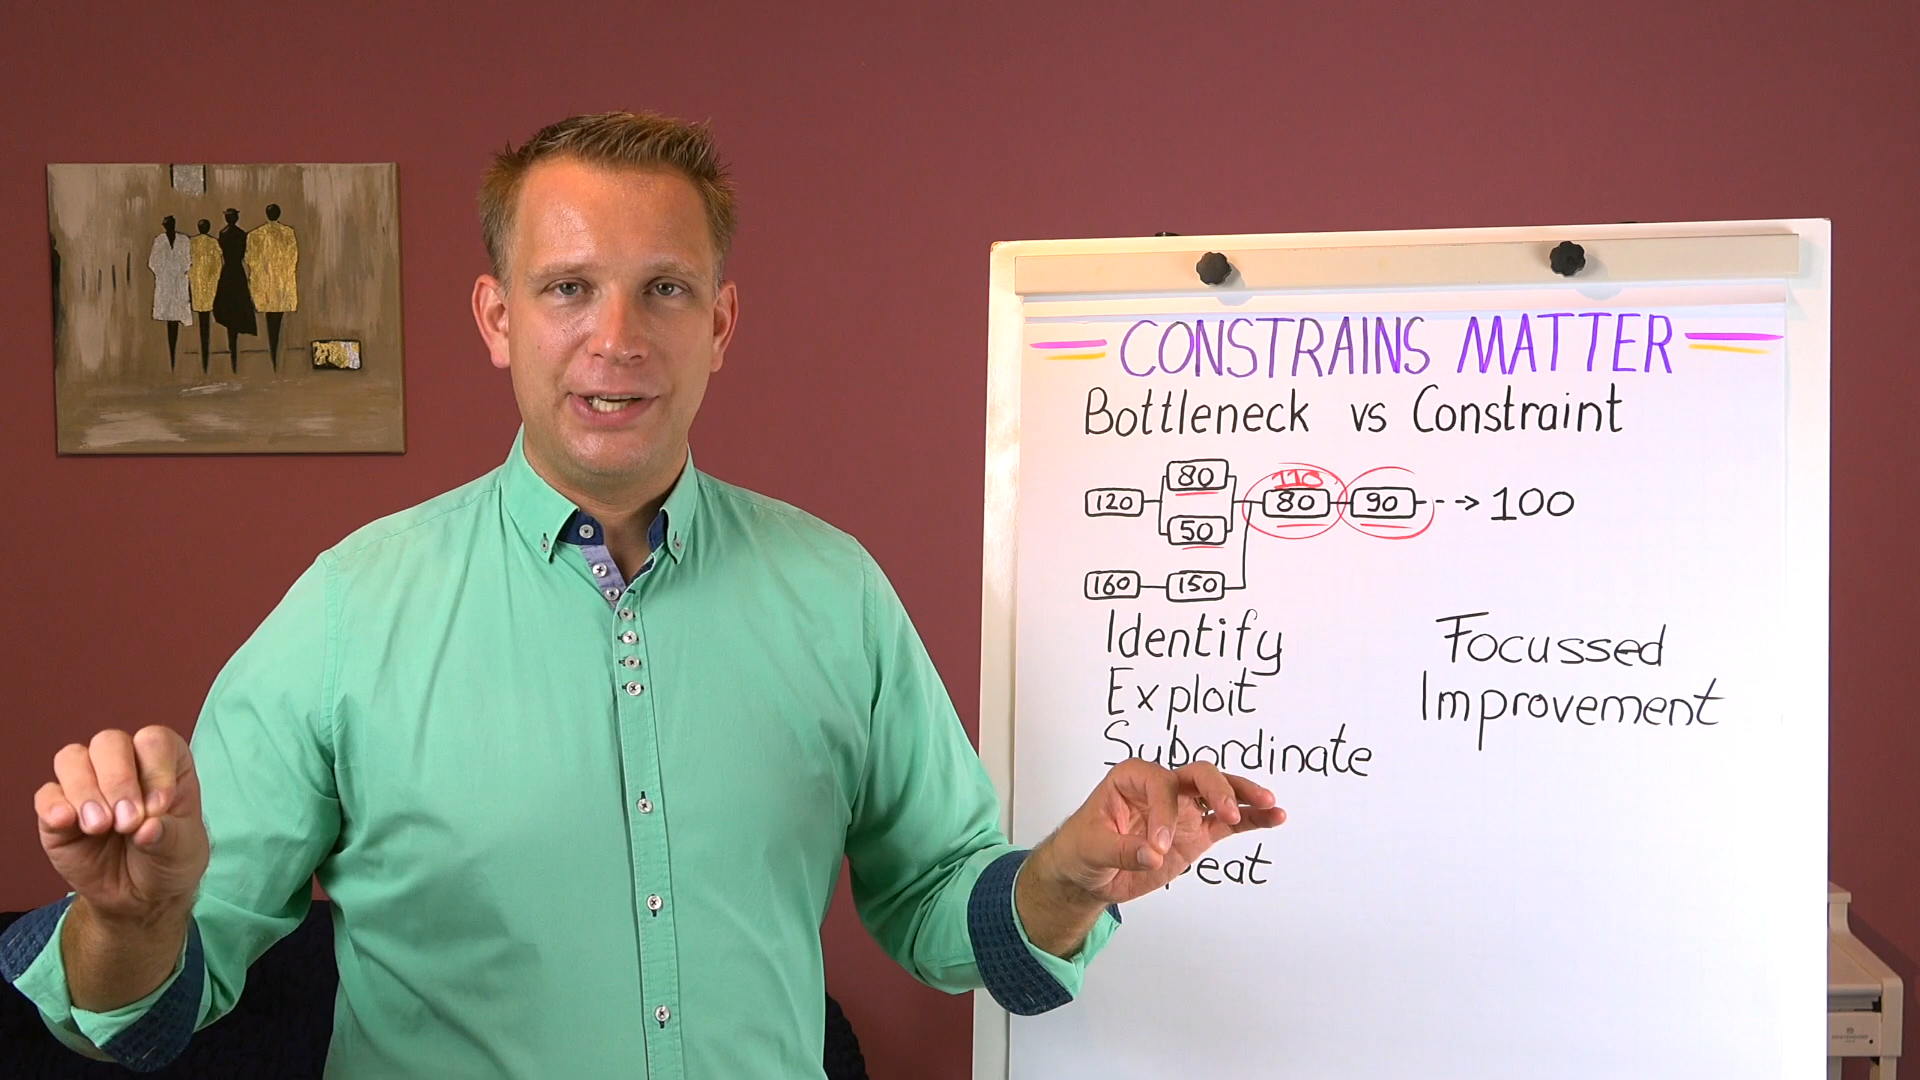 CONSTRAINS MATTER
Bottleneck vs Constraint
80 110
120 80 90 100
50
160 150
Identify Focussed
Exploit Improvement
Subordinate
peat